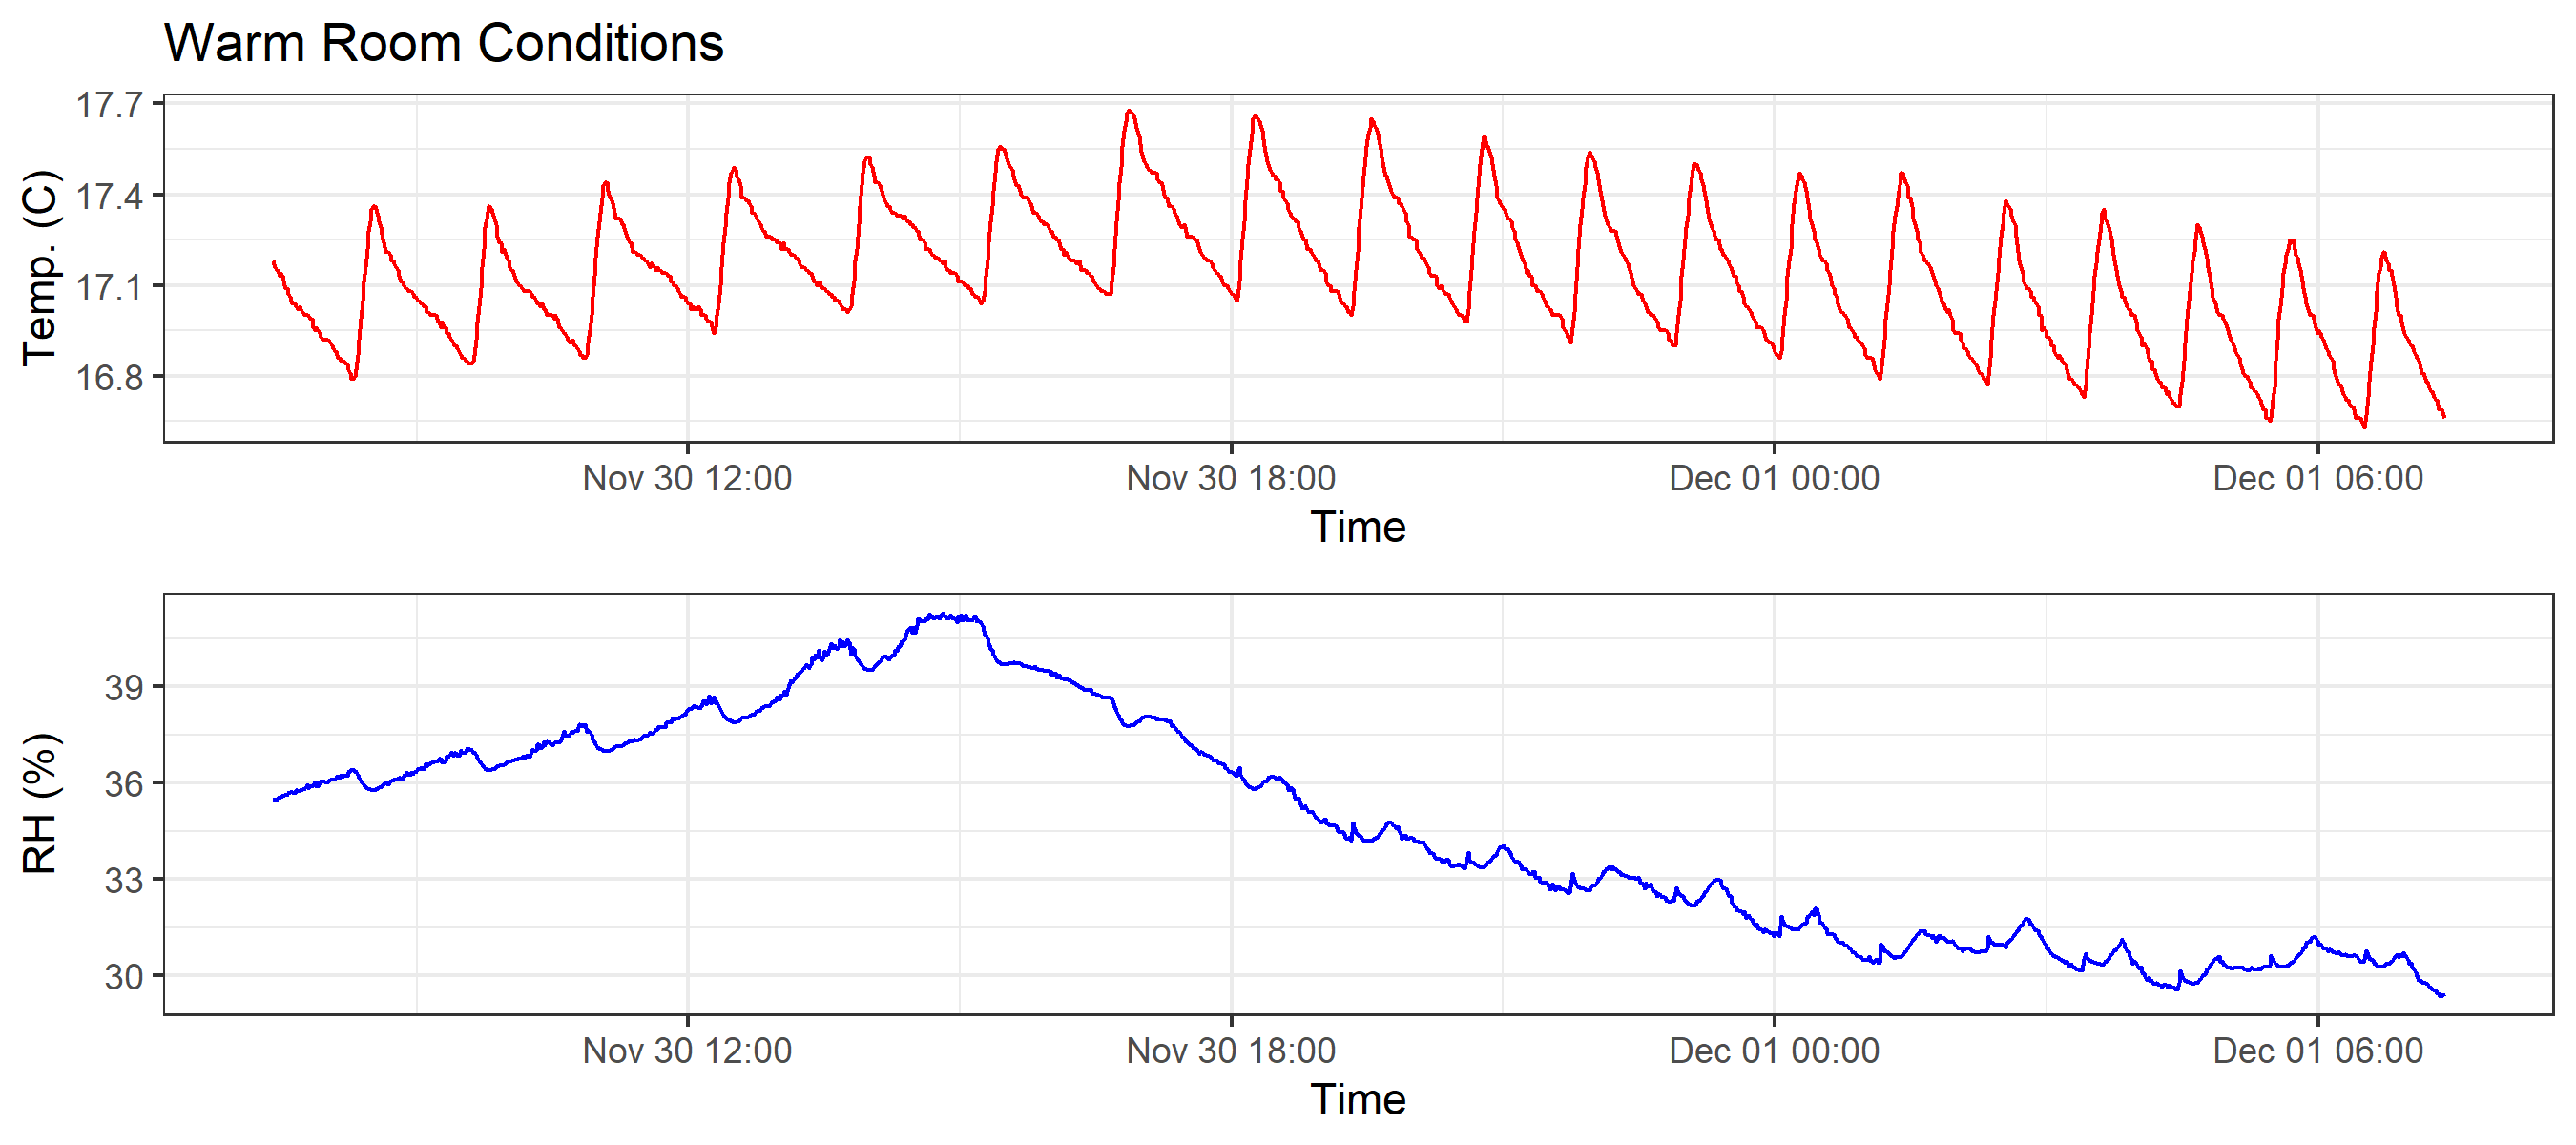 Warm Room Conditions
Temp. (C)
17.7
17.4
17.1
16.8
Nov 30 12:00 Nov 30 18:00 Dec 01 00:00 Dec 01 06:00
Time
RH (%)
39
36
33
30
Nov 30 12:00 Nov 30 18:00 Dec 01 00:00 Dec 01 06:00
Time